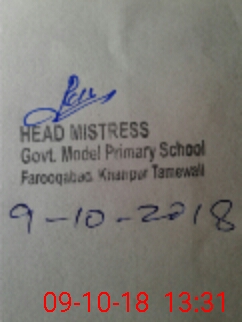 HEAD MISTRESS
Govt. Model Primary School
Farooqabad Khanpur Tamewali
9-10-2018
09-10-18 13:31